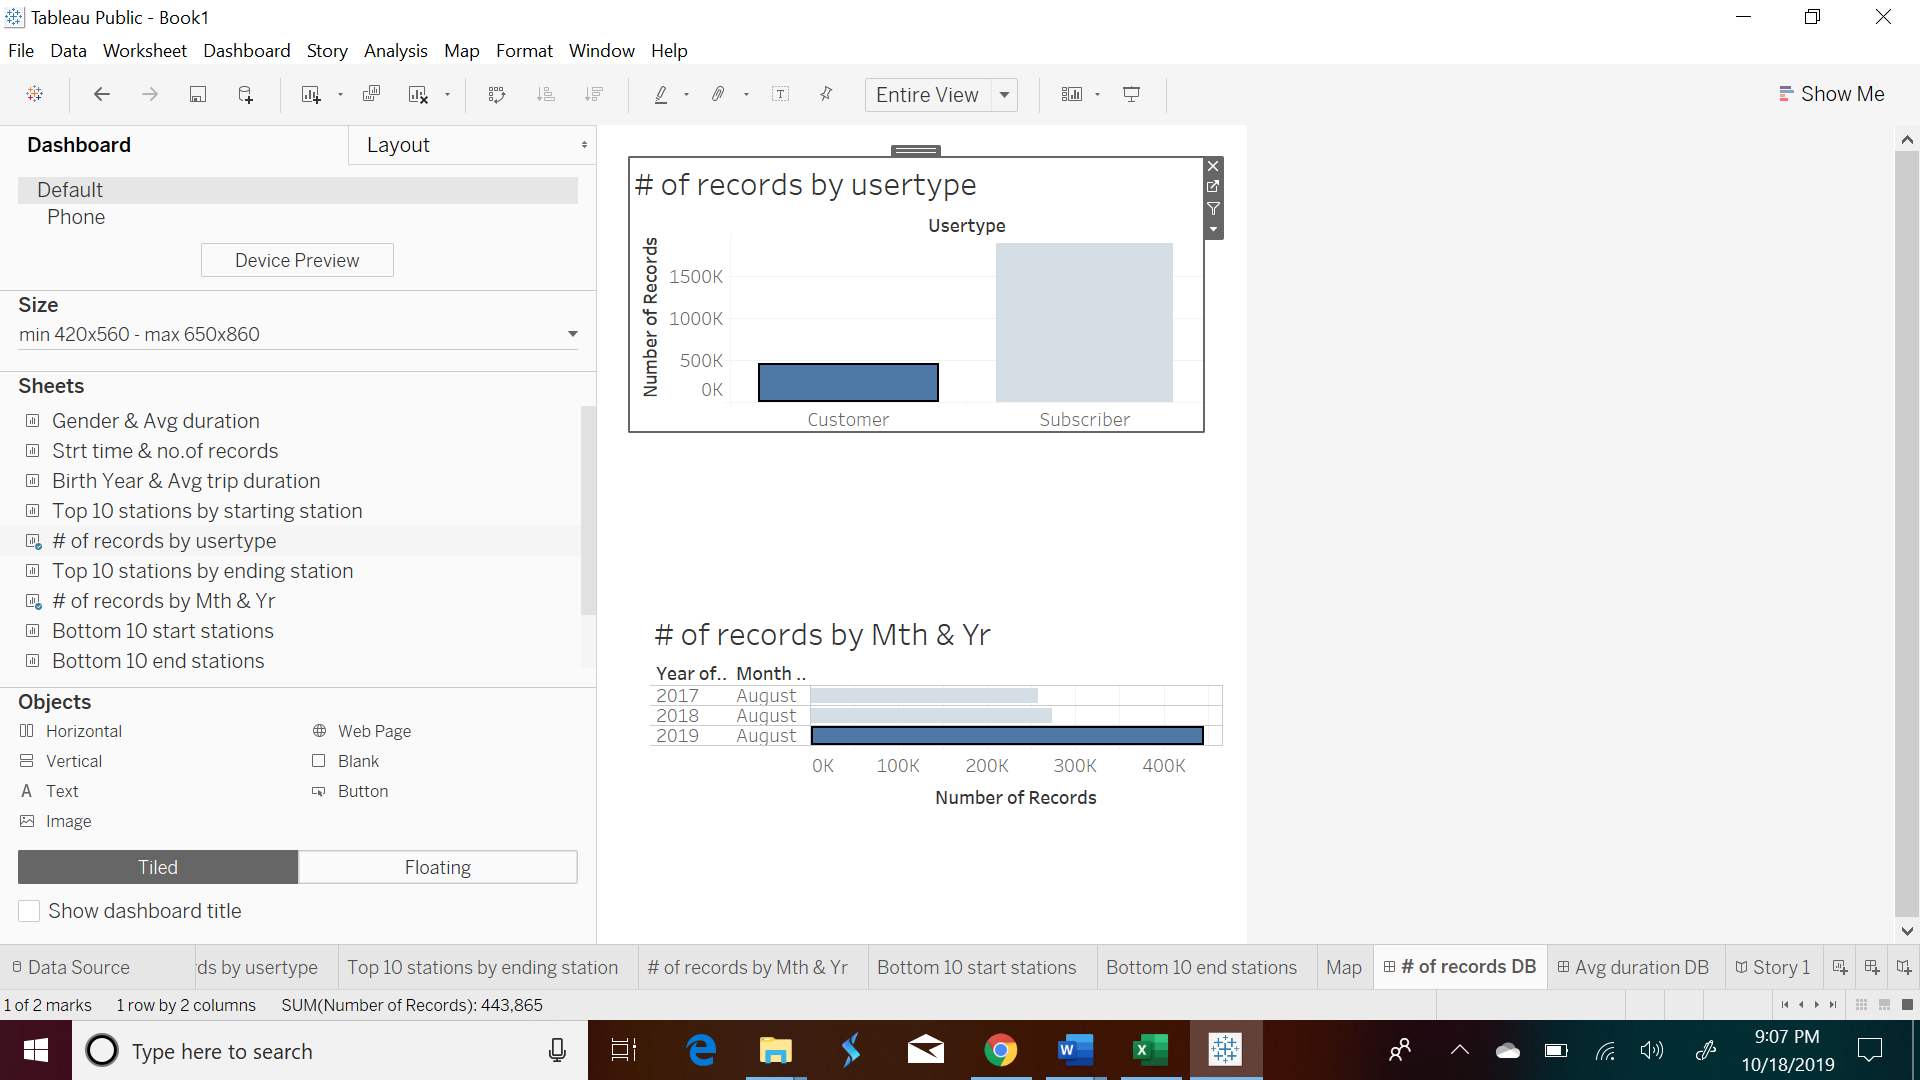 Tableau Public - Book1
File Data Worksheet Dashboard Story Analysis Map Format Window Help
Entire View
Show Me
Dashboard
Layout
Default
Phone
Device Preview
Size
min 420x560 - max 650x860
Sheets
Gender & Avg duration
Strt time & no.of records
Birth Year & Avg trip duration
Top 10 stations by starting station
# of records by usertype
Top 10 stations by ending station
# of records by Mth & Yr
Bottom 10 start stations
Bottom 10 end stations
Objects
Horizontal
Web Page
Vertical
Blank
A Text
Button
Image
Tiled
Floating
Show dashboard title
# of records by usertype
Usertype
Number of Records
1500K
1000K
500K
0K
Customer
Subscriber
# of records by Mth & Yr
Year of.. Month ..
2017 August
2018 August
2019 August
0K 100K 200K 300K 400K
Number of Records
Data Source
rds by usertype
Top 10 stations by ending station
# of records by Mth & Yr
Bottom 10 start stations
Bottom 10 end stations
Map
# of records DB
Avg duration DB
Story 1
1 of 2 marks
1 row by 2 columns
SUM(Number of Records): 443,865
Type here to search
9:07 PM
10/18/2019